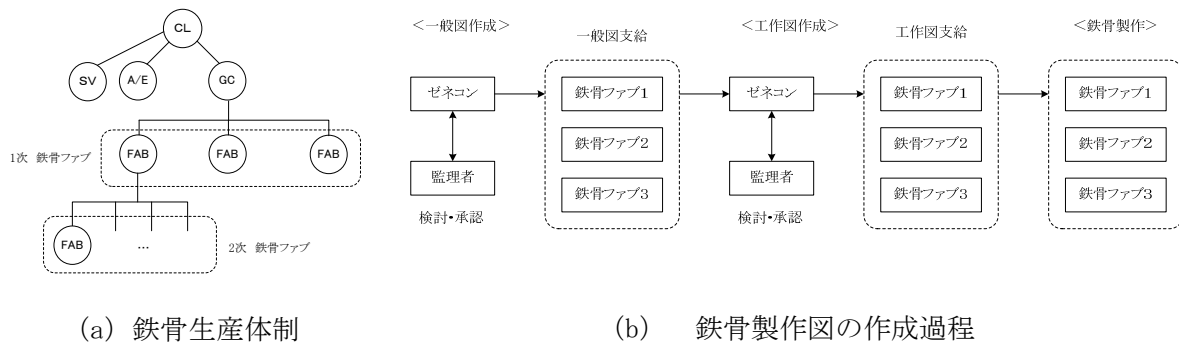 CL
SV
A/E
GC
1次 鉄骨ファブ
FAB
FAB
FAB
FAB
…
2次 鉄骨ファブ
(a) 鉄骨生産体制
<一般図作成>
一般図支給
<工作図作成>
工作図支給
<鉄骨製作>
ゼネコン
鉄骨ファブ1
ゼネコン
鉄骨ファブ1
鉄骨ファブ1
鉄骨ファブ2
鉄骨ファブ2
鉄骨ファブ2
監理者
鉄骨ファブ3
監理者
鉄骨ファブ3
鉄骨ファブ3
検討・承認
検討・承認
(b) 鉄骨製作図の作成過程